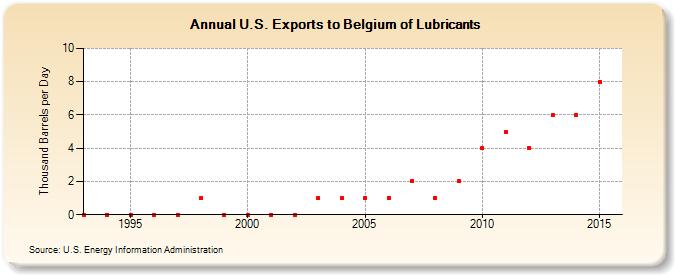 Annual U.S. Exports to Belgium of Lubricants
Thousand Barrels per Day
10
8
6
4
2
0
1995 2000 2005 2010 2015
Source: U.S. Energy Information Administration